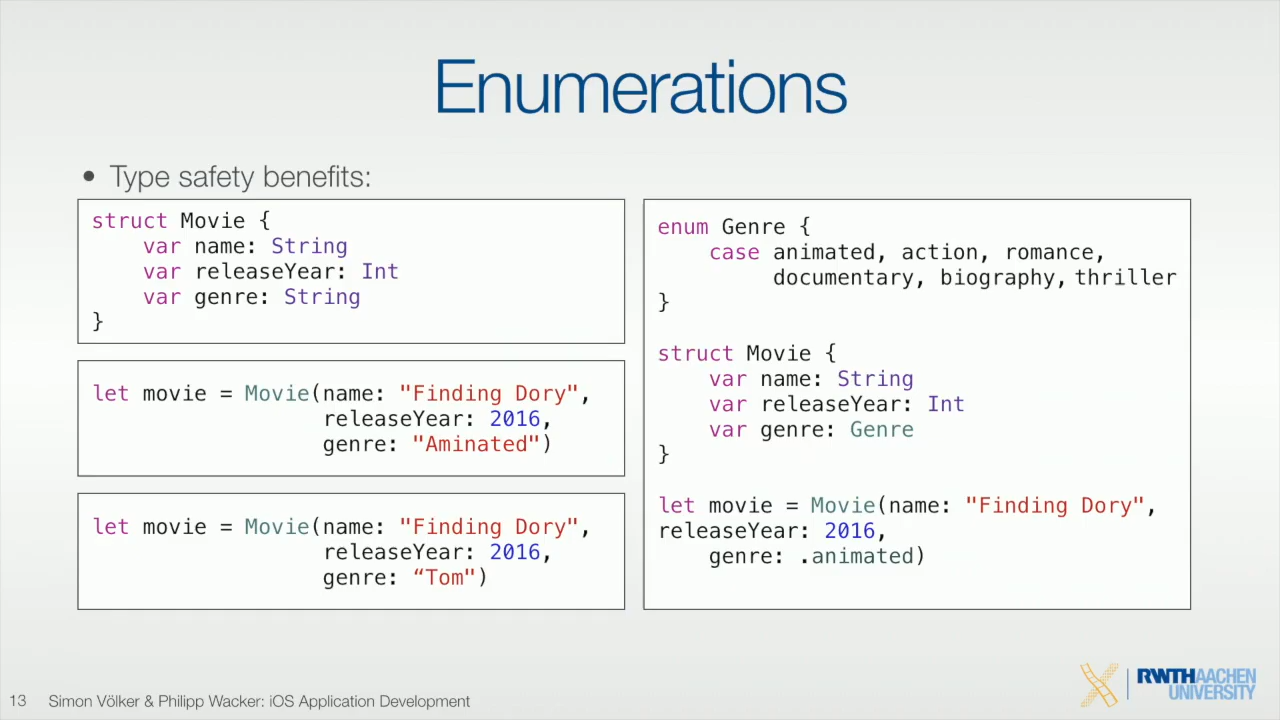 Enumerations
• Type safety benefits:
struct Movie {
    var name: String
    var releaseYear: Int
    var genre: String
}
let movie = Movie(name: "Finding Dory",
                  releaseYear: 2016,
                  genre: "Aminated")
let movie = Movie(name: "Finding Dory",
                  releaseYear: 2016,
                  genre: “Tom")
enum Genre {
    case animated, action, romance,
         documentary, biography, thriller
}
struct Movie {
    var name: String
    var releaseYear: Int
    var genre: Genre
}
let movie = Movie(name: "Finding Dory",
releaseYear: 2016,
    genre: .animated)
13 Simon Völker & Philipp Wacker: iOS Application Development
RWTHAACHEN
UNIVERSITY